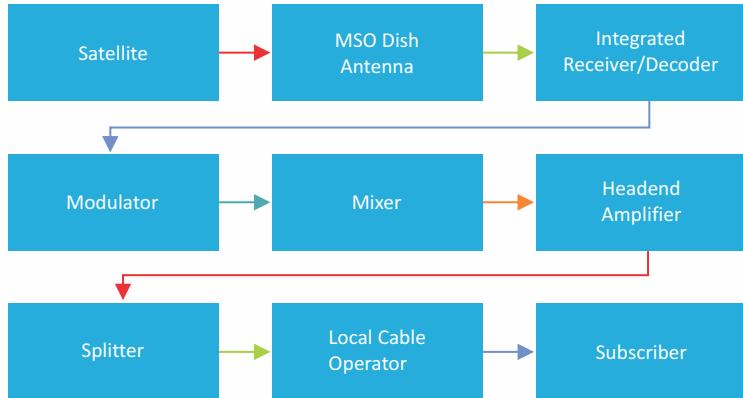 Satellite
MSO Dish
Antenna
Integrated
Receiver/Decoder
Modulator
Mixer
Headend
Amplifier
Splitter
Local Cable
Operator
Subscriber